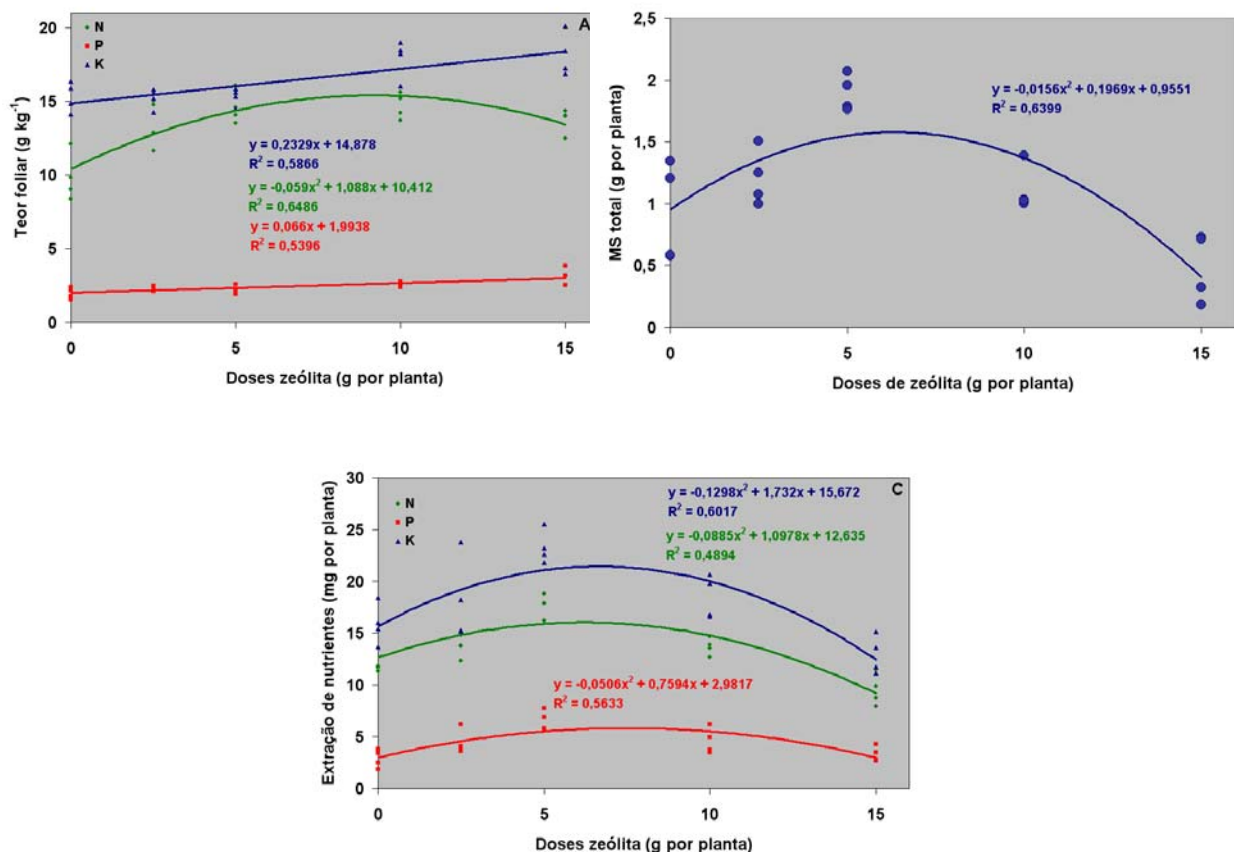 A
N
P
K
20
15
10
5
0
Teor foliar (g kg⁻¹)
y = 0,2329x + 14,878
R² = 0,5866
y = -0,059x² + 1,088x + 10,412
R² = 0,6486
y = 0,066x + 1,9938
R² = 0,5396
0 5 10 15
Doses zeólita (g por planta)
2,5
2
1,5
1
0,5
0
MS total (g por planta)
y = -0,0156x² + 0,1969x + 0,9551
R² = 0,6399
0 5 10 15
Doses de zeólita (g por planta)
C
N
P
K
30
25
20
15
10
5
0
Extração de nutrientes (mg por planta)
y = -0,1298x² + 1,732x + 15,672
R² = 0,6017
y = -0,0885x² + 1,0978x + 12,635
R² = 0,4894
y = -0,0506x² + 0,7594x + 2,9817
R² = 0,5633
0 5 10 15
Doses zeólita (g por planta)